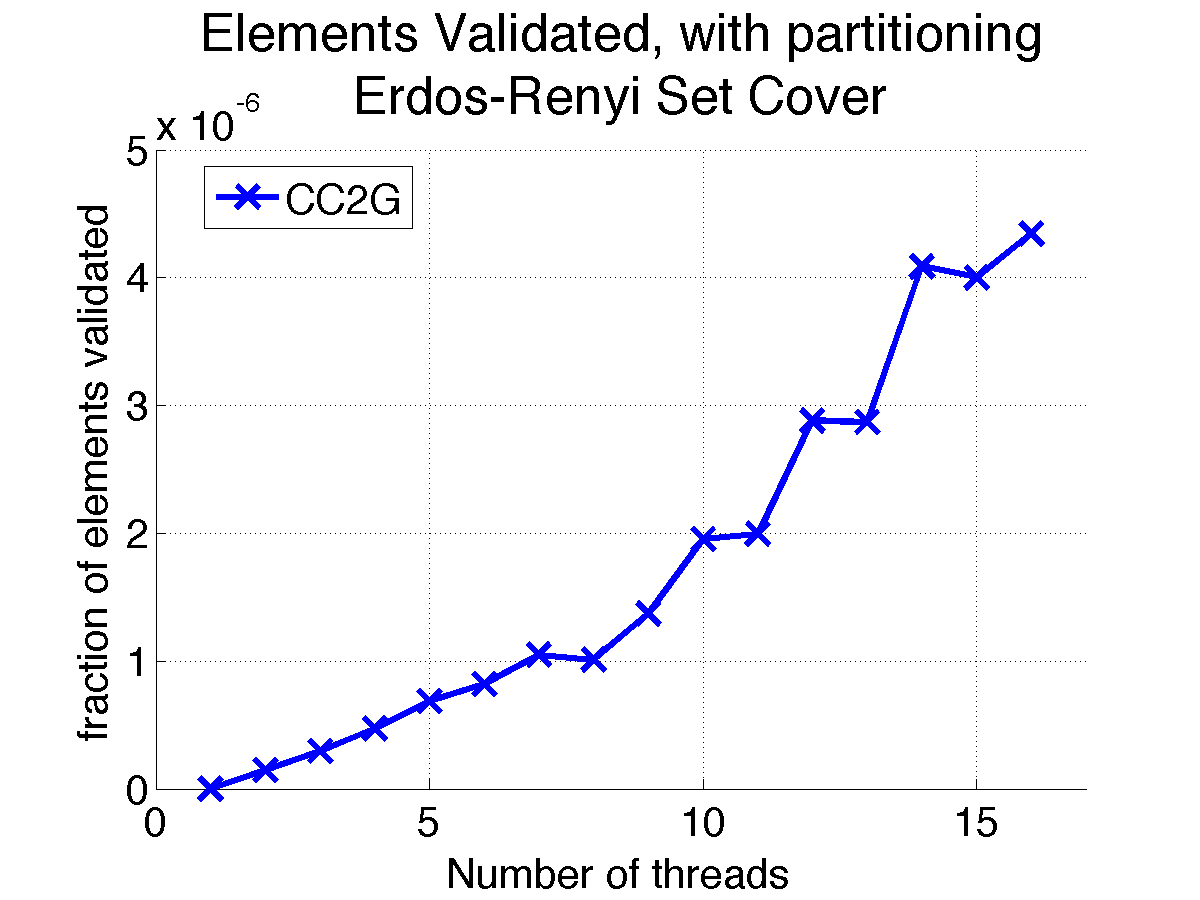 Elements Validated, with partitioning
Erdos-Renyi Set Cover
x 10^-6
5
4
3
2
1
0
CC2G
fraction of elements validated
0 5 10 15
Number of threads